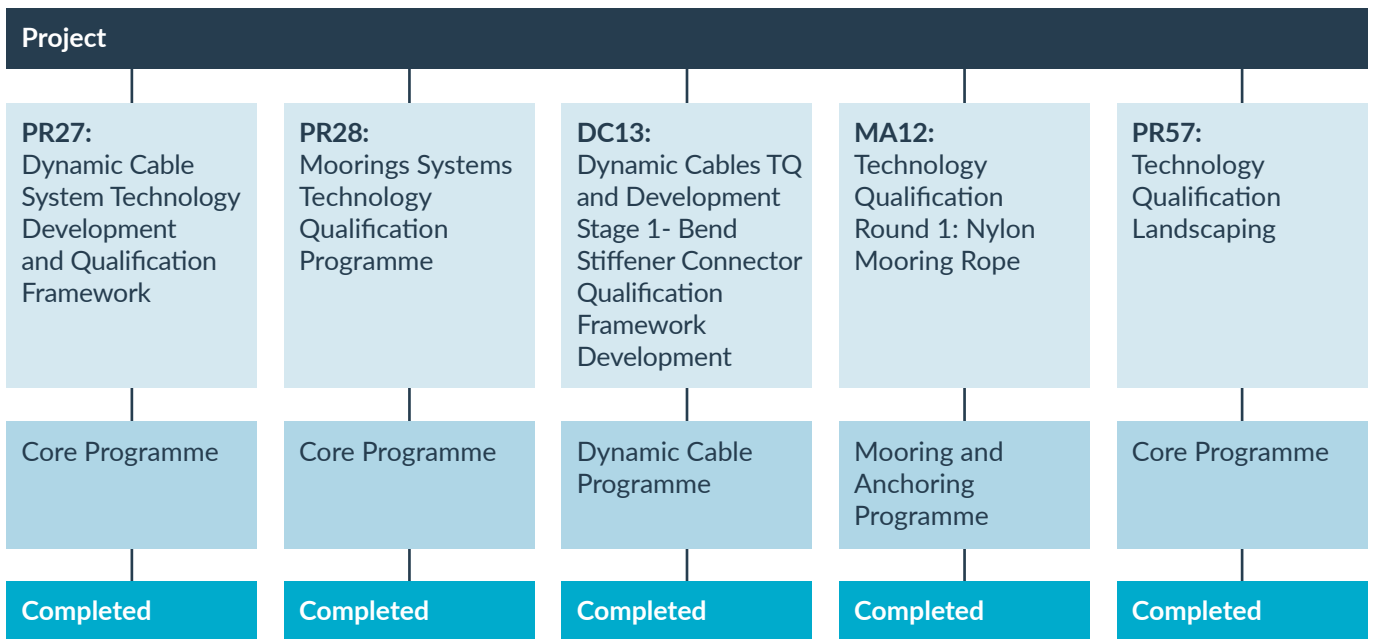 Project
PR27:
Dynamic Cable
System Technology
Development
and Qualification
Framework
PR28:
Moorings Systems
Technology
Qualification
Programme
DC13:
Dynamic Cables TQ
and Development
Stage 1- Bend
Stiffener Connector
Qualification
Framework
Development
MA12:
Technology
Qualification
Round 1: Nylon
Mooring Rope
PR57:
Technology
Qualification
Landscaping
Core Programme
Core Programme
Dynamic Cable
Programme
Mooring and
Anchoring
Programme
Core Programme
Completed
Completed
Completed
Completed
Completed